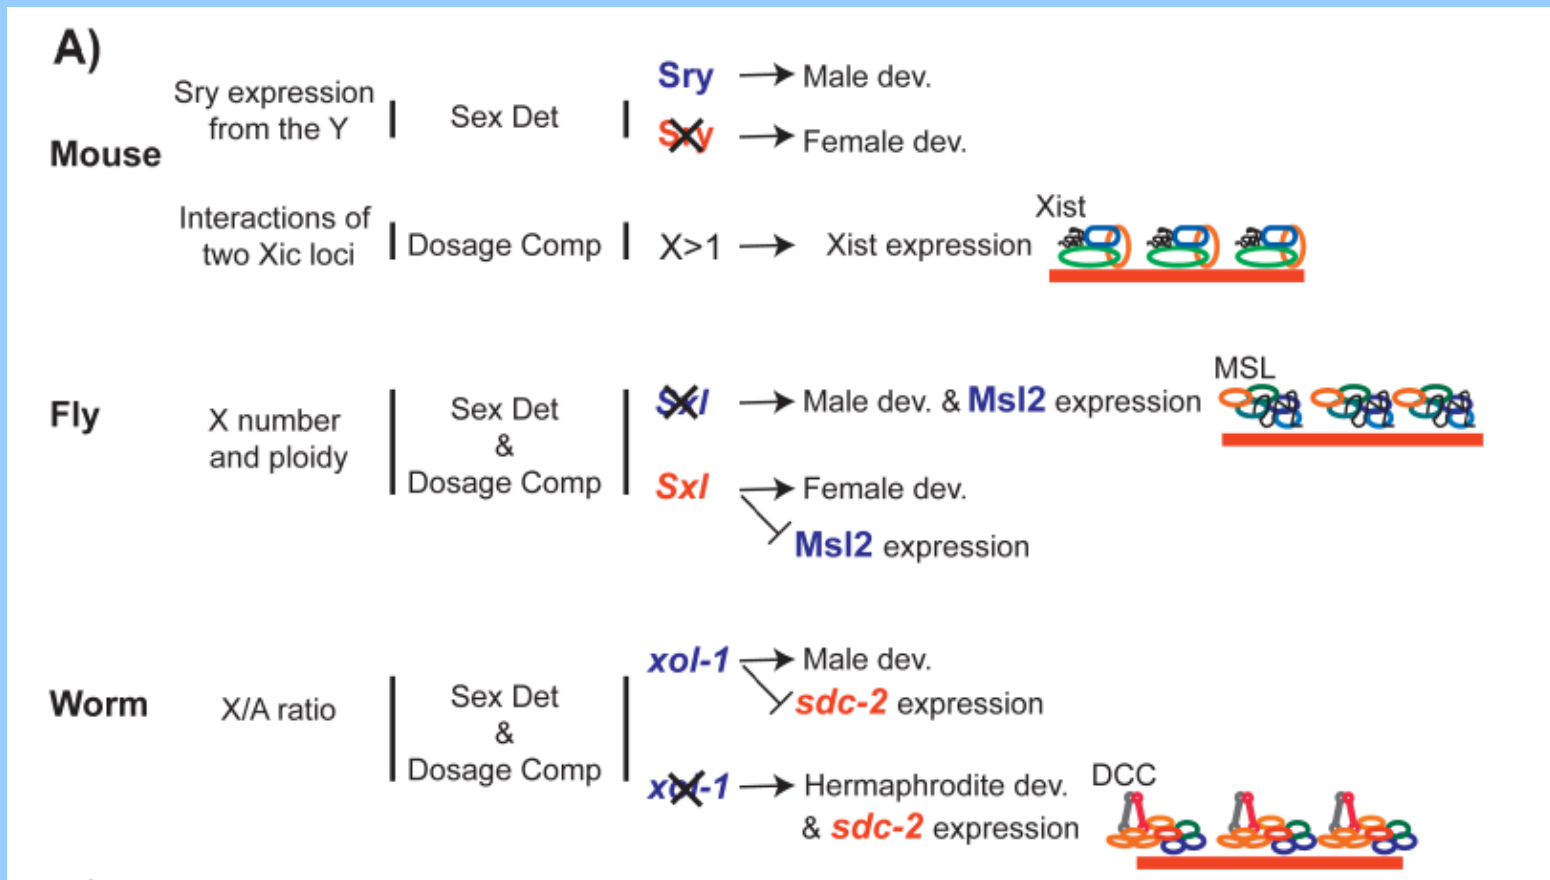 A)
Mouse
Sry expression
from the Y
Sex Det
Sry
Male dev.
Sry
Female dev.
Interactions of
two Xic loci
Dosage Comp
X>1
Xist expression
Xist
Fly
X number
and ploidy
Sex Det
&
Dosage Comp
Sxl
Male dev. & Msl2 expression
MSL
Sxl
Female dev.
Msl2 expression
Worm
X/A ratio
Sex Det
&
Dosage Comp
xol-1
Male dev.
sdc-2 expression
xol-1
Hermaphrodite dev.
& sdc-2 expression
DCC